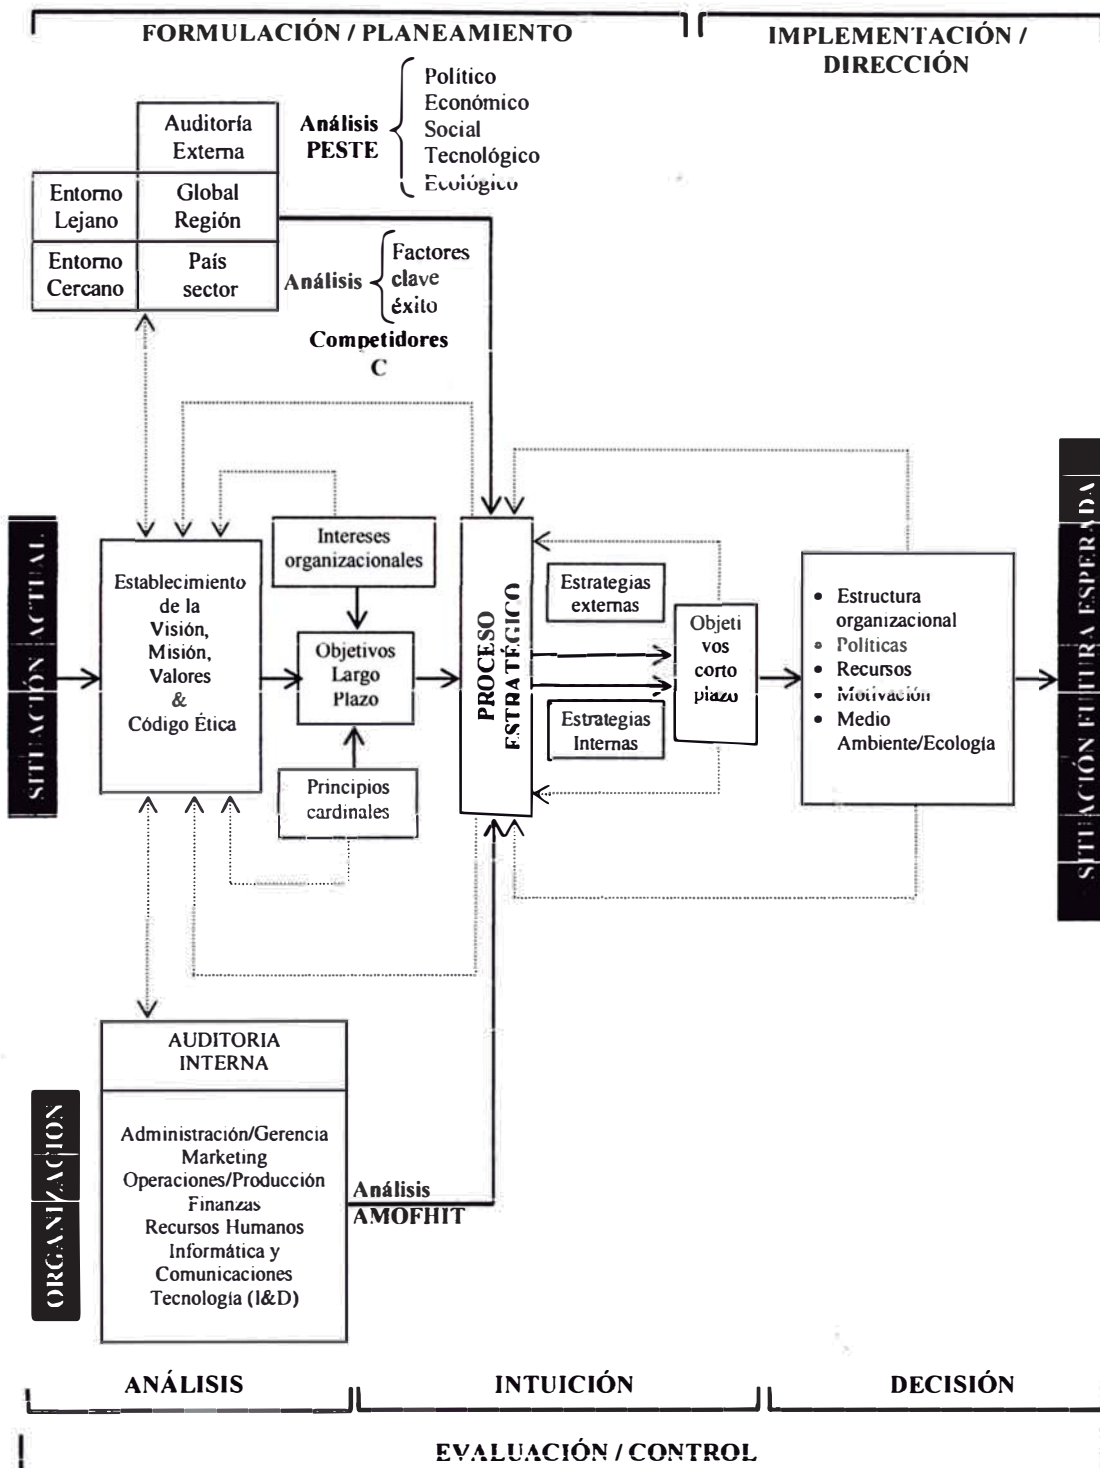 FORMULACIÓN / PLANEAMIENTO
IMPLEMENTACIÓN /
DIRECCIÓN
Auditoría
Externa
Entorno
Lejano
Global
Región
Entorno
Cercano
País
sector
Análisis
PESTE
Político
Económico
Social
Tecnológico
Ecológico
Análisis
Factores
clave
éxito
Competidores
C
SITUACIÓN ACTUAL
Establecimiento
de la
Visión,
Misión,
Valores
&
Código Ética
Intereses
organizacionales
Objetivos
Largo
Plazo
Principios
cardinales
PROCESO
ESTRATÉGICO
Estrategias
externas
Estrategias
Internas
Objeti
vos
corto
plazo
• Estructura
organizacional
• Políticas
• Recursos
• Motivación
• Medio
Ambiente/Ecología
SITUACIÓN FUTURA ESPERADA
ORGANIZACION
AUDITORIA
INTERNA
Administración/Gerencia
Marketing
Operaciones/Producción
Finanzas
Recursos Humanos
Informática y
Comunicaciones
Tecnología (I&D)
Análisis
AMOFHIT
ANÁLISIS
INTUICIÓN
DECISIÓN
EVALUACIÓN / CONTROL